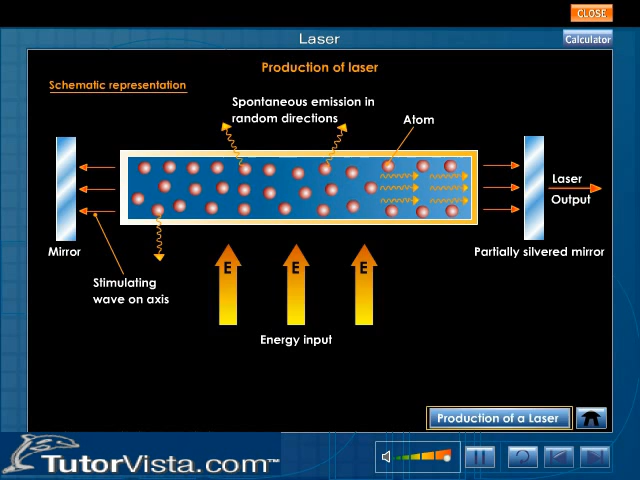 CLOSE
Laser
Calculator
Production of laser
Schematic representation
Spontaneous emission in
random directions
Atom
Laser
Output
Mirror
Partially silvered mirror
Stimulating
wave on axis
E
E
E
Energy input
Production of a Laser
TutorVista.com™